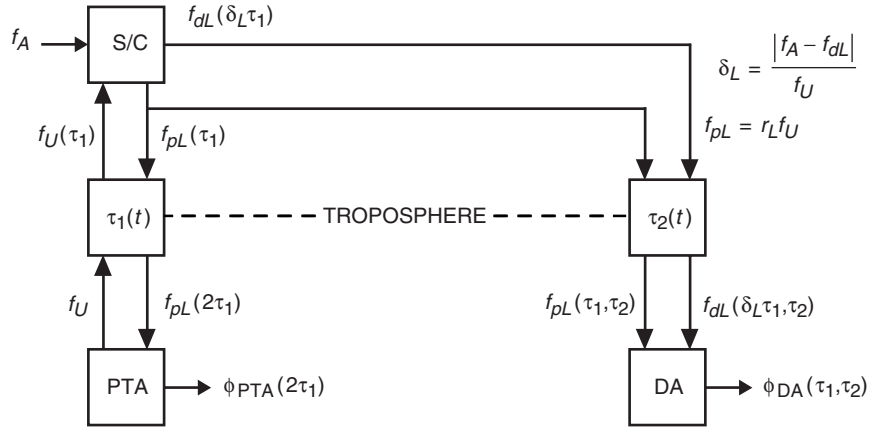 f_dL(δ_Lτ_1)
f_A
S/C
δ_L = |f_A – f_dL| / f_U
f_U(τ_1)
f_pL(τ_1)
f_pL = r_L f_U
τ_1(t)
TROPOSPHERE
τ_2(t)
f_U
f_pL(2τ_1)
f_pL(τ_1,τ_2)
f_dL(δ_Lτ_1,τ_2)
PTA
ϕ_PTA(2τ_1)
DA
ϕ_DA(τ_1,τ_2)